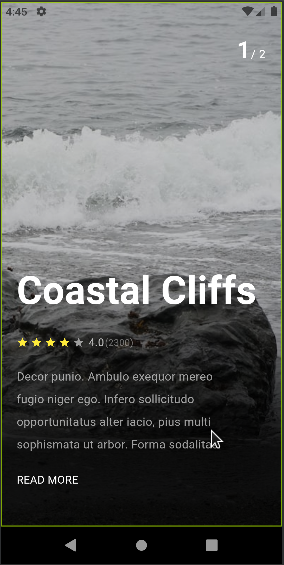 4:45
1/ 2
Coastal Cliffs
4.0(2300)
Decor punio. Ambulo exequor mereo
fugio niger ego. Infero sollicitudo
opportunitatus alter iacio, pius multi
sophismata ut arbor. Forma sodalitas
READ MORE